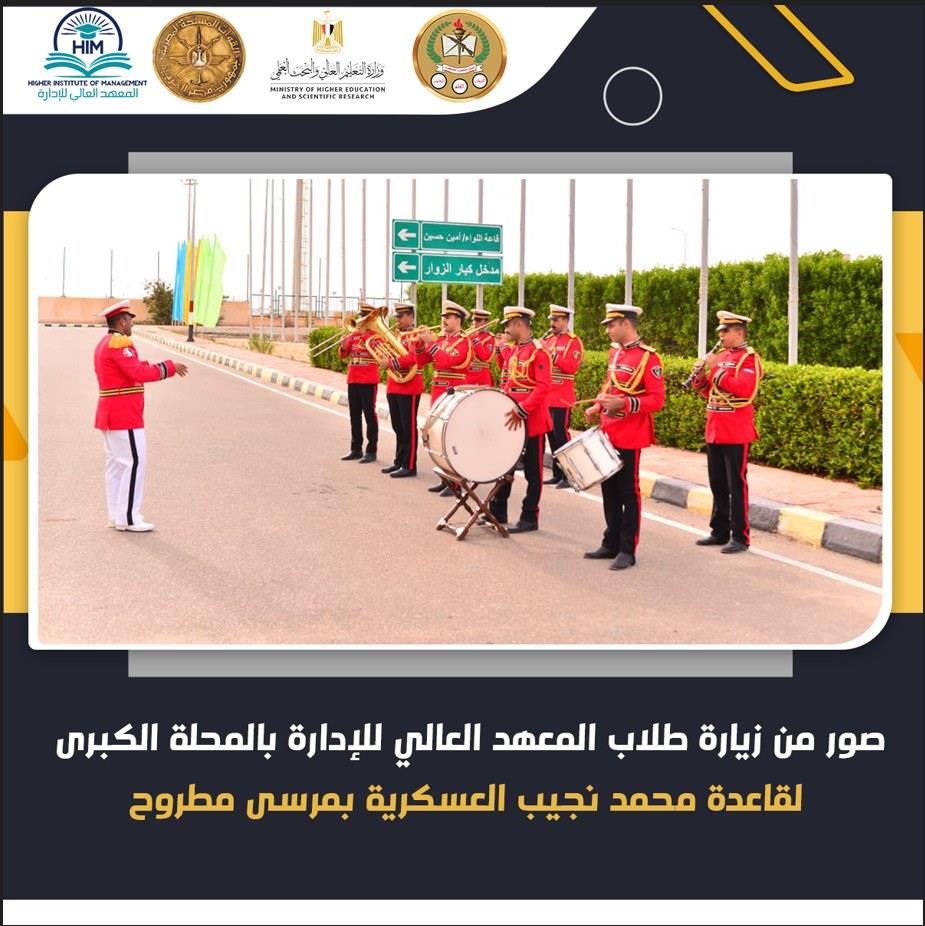 HIM
HIGHER INSTITUTE OF MANAGEMENT
المعهد العالي للإدارة
وزارة التعليم العالي والبحث العلمي
MINISTRY OF HIGHER EDUCATION
AND SCIENTIFIC RESEARCH
قاعة اللواء/ أمين حسين
مدخل كبار الزوار
صور من زيارة طلاب المعهد العالي للإدارة بالمحلة الكبرى
لقاعدة محمد نجيب العسكرية بمرسى مطروح